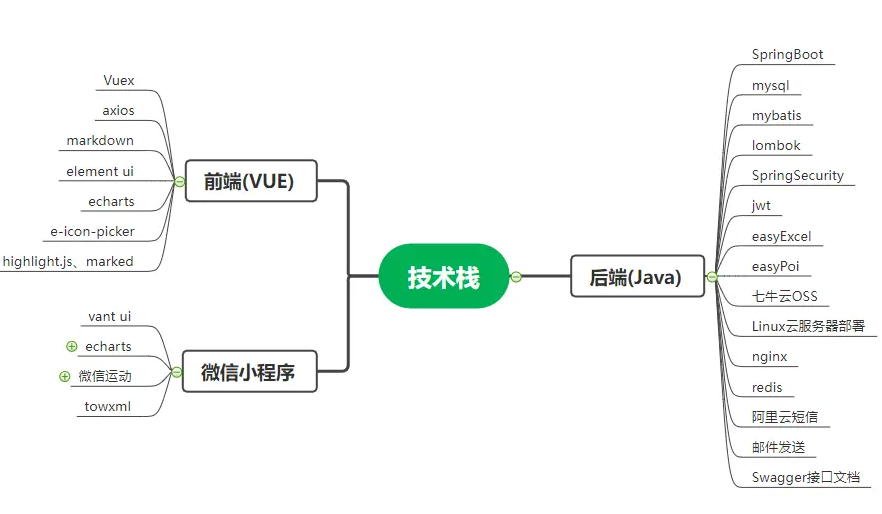 技术栈
前端(VUE)
Vuex
axios
markdown
element ui
echarts
e-icon-picker
highlight.js、marked
微信小程序
vant ui
echarts
微信运动
towxml
后端(Java)
SpringBoot
mysql
mybatis
lombok
SpringSecurity
jwt
easyExcel
easyPoi
七牛云OSS
Linux云服务器部署
nginx
redis
阿里云短信
邮件发送
Swagger接口文档